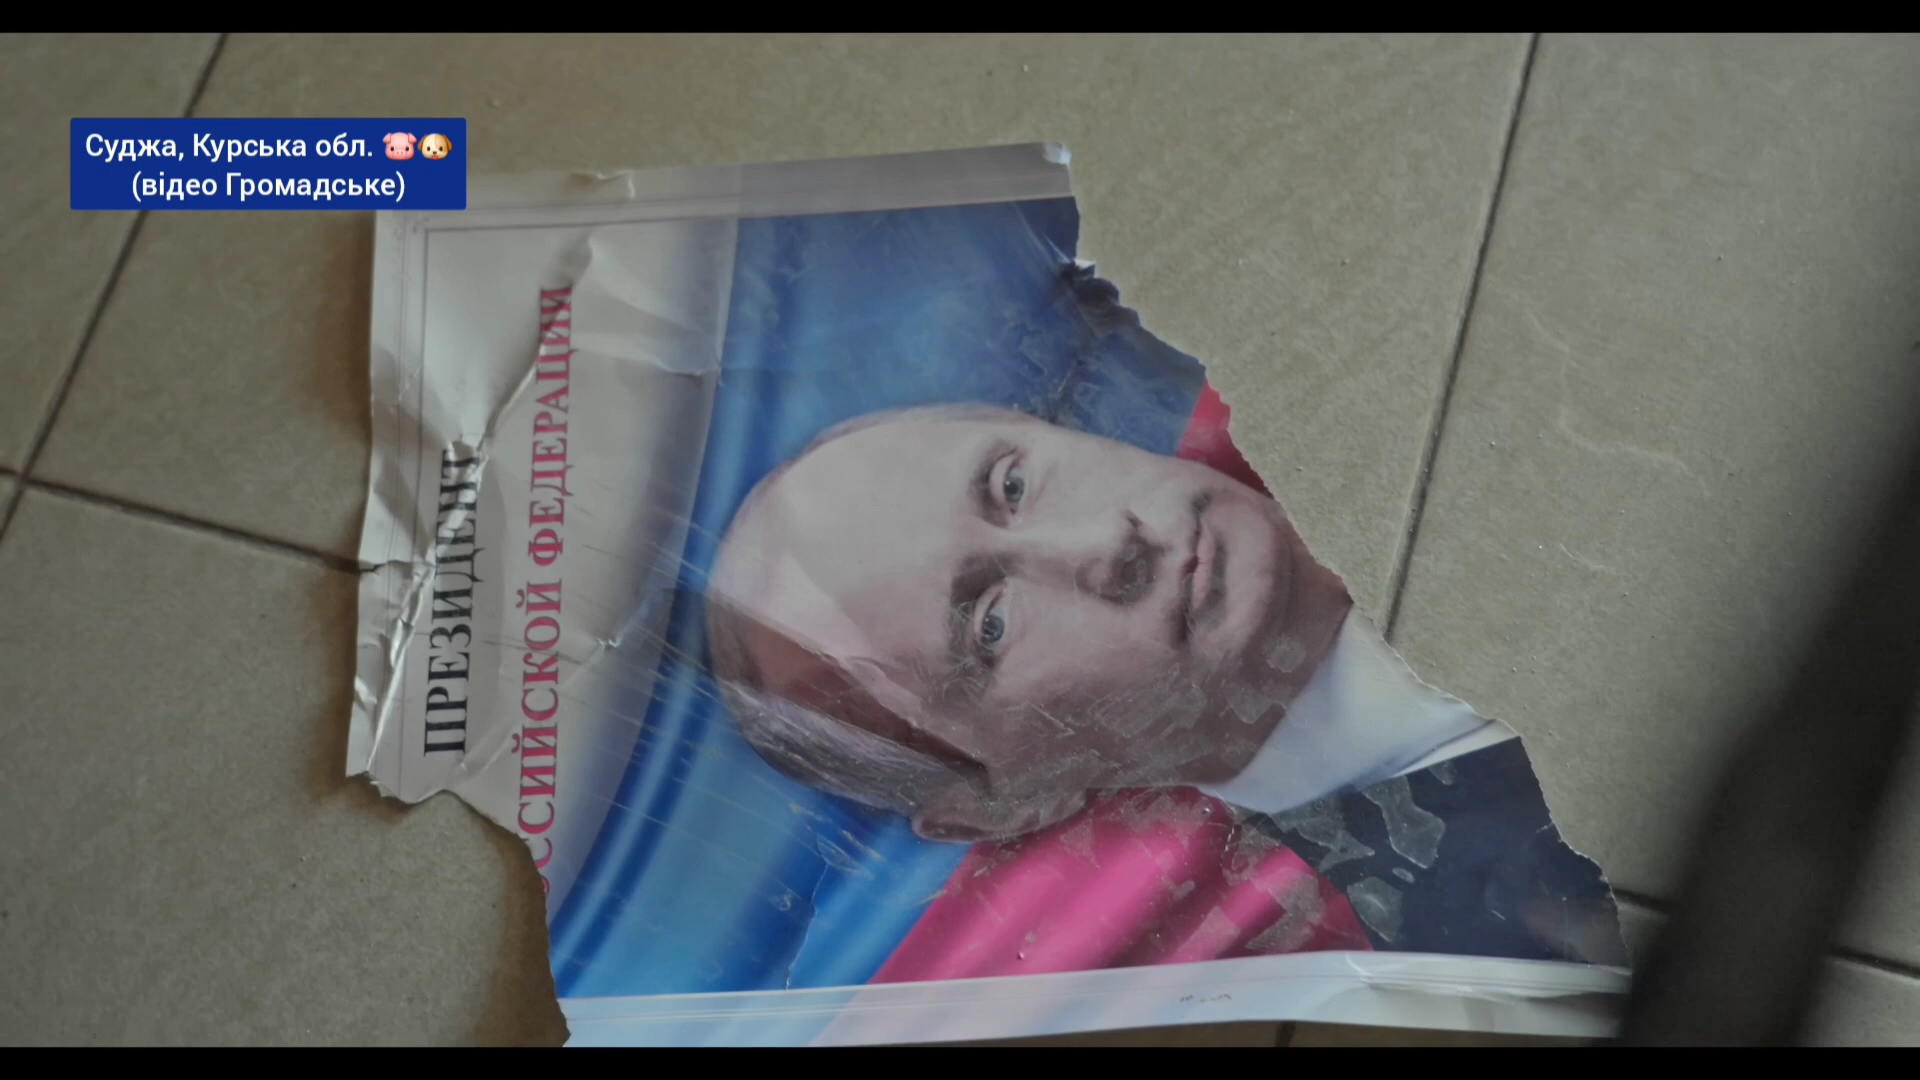 Суджа, Курська обл. 🐷🐶
(відео Громадське)
ПРЕЗИДЕНТ
ССИЙСКОЙ ФЕДЕРАЦИИ